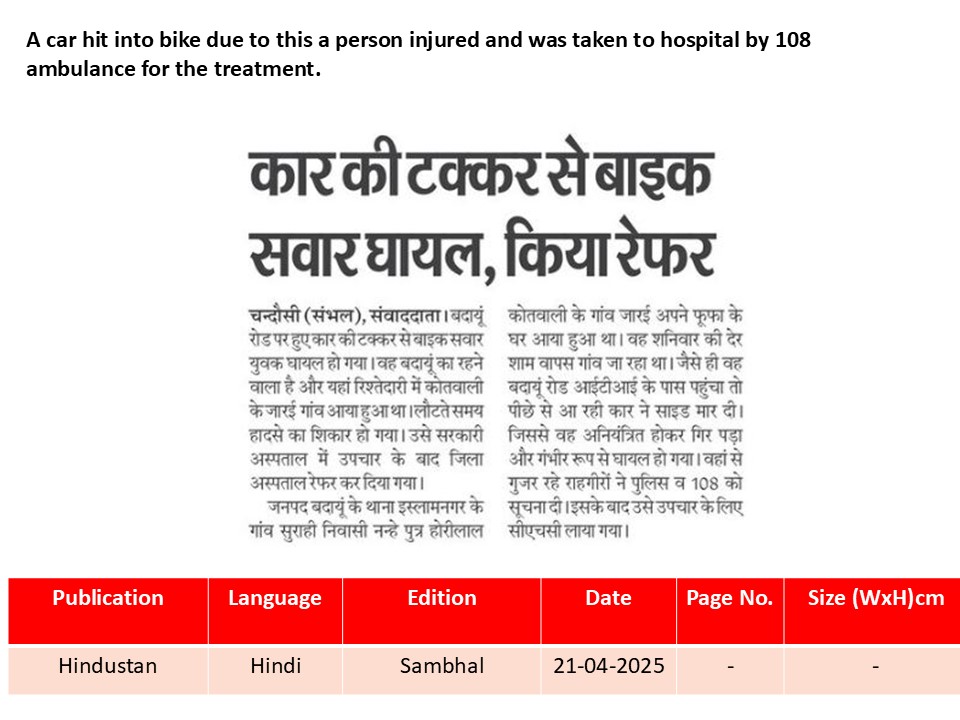 A car hit into bike due to this a person injured and was taken to hospital by 108
ambulance for the treatment.
कार की टक्कर से बाइक
सवार घायल, किया रेफर
चन्दौसी (संभल), संवाददाता। बदायूं
रोड पर हुए कार की टक्कर से बाइक सवार
युवक घायल हो गया। वह बदायूं का रहने
वाला है और यहां रिश्तेदारी में कोतवाली
के जारई गांव आया हुआ था। लौटते समय
हादसे का शिकार हो गया। उसे सरकारी
अस्पताल में उपचार के बाद जिला
अस्पताल रेफर कर दिया गया।
जनपद बदायूं के थाना इस्लामनगर के
गांव सुराही निवासी नन्हे पुत्र होरीलाल
कोतवाली के गांव जारई अपने फूफा के
घर आया हुआ था। वह शनिवार की देर
शाम वापस गांव जा रहा था। जैसे ही वह
बदायूं रोड आईटीआई के पास पहुंचा तो
पीछे से आ रही कार ने साइड मार दी।
जिससे वह अनियंत्रित होकर गिर पड़ा
और गंभीर रूप से घायल हो गया। वहां से
गुजर रहे राहगीरों ने पुलिस व 108 को
सूचना दी। इसके बाद उसे उपचार के लिए
सीएचसी लाया गया।
Publication Language Edition Date Page No. Size (WxH)cm
Hindustan Hindi Sambhal 21-04-2025 - -